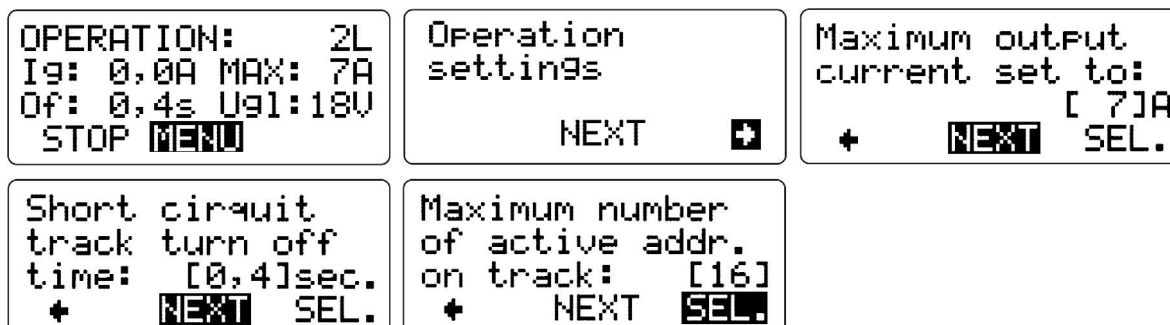 OPERATION: 2L
Ig: 0,0A MAX: 7A
Of: 0,4s Ugl:18V
STOP MENU
Operation
settings
NEXT →
Maximum output
current set to:
[ 7]A
← NEXT SEL.
Short cirquit
track turn off
time: [0,4]sec.
← NEXT SEL.
Maximum number
of active addr.
on track: [16]
← NEXT SEL.